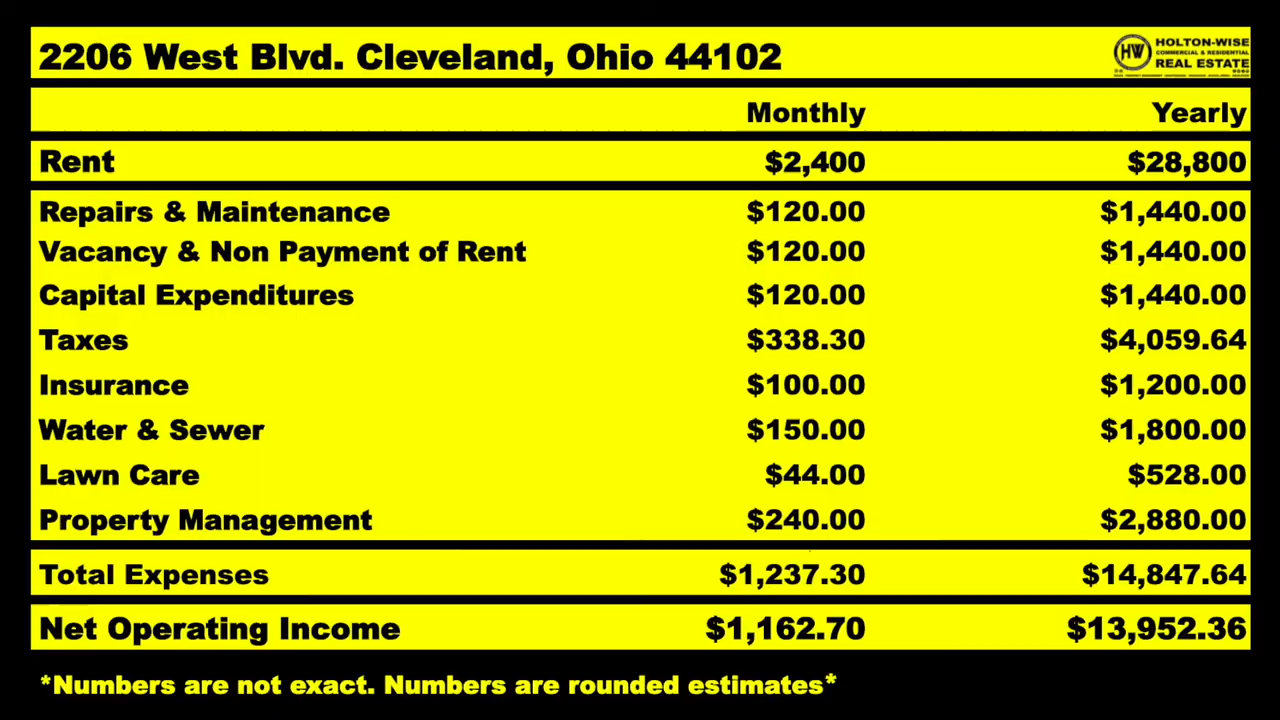 2206 West Blvd. Cleveland, Ohio 44102
HW
HOLTON-WISE
COMMERCIAL & RESIDENTIAL
REAL ESTATE
Monthly Yearly
Rent $2,400 $28,800
Repairs & Maintenance $120.00 $1,440.00
Vacancy & Non Payment of Rent $120.00 $1,440.00
Capital Expenditures $120.00 $1,440.00
Taxes $338.30 $4,059.64
Insurance $100.00 $1,200.00
Water & Sewer $150.00 $1,800.00
Lawn Care $44.00 $528.00
Property Management $240.00 $2,880.00
Total Expenses $1,237.30 $14,847.64
Net Operating Income $1,162.70 $13,952.36
*Numbers are not exact. Numbers are rounded estimates*